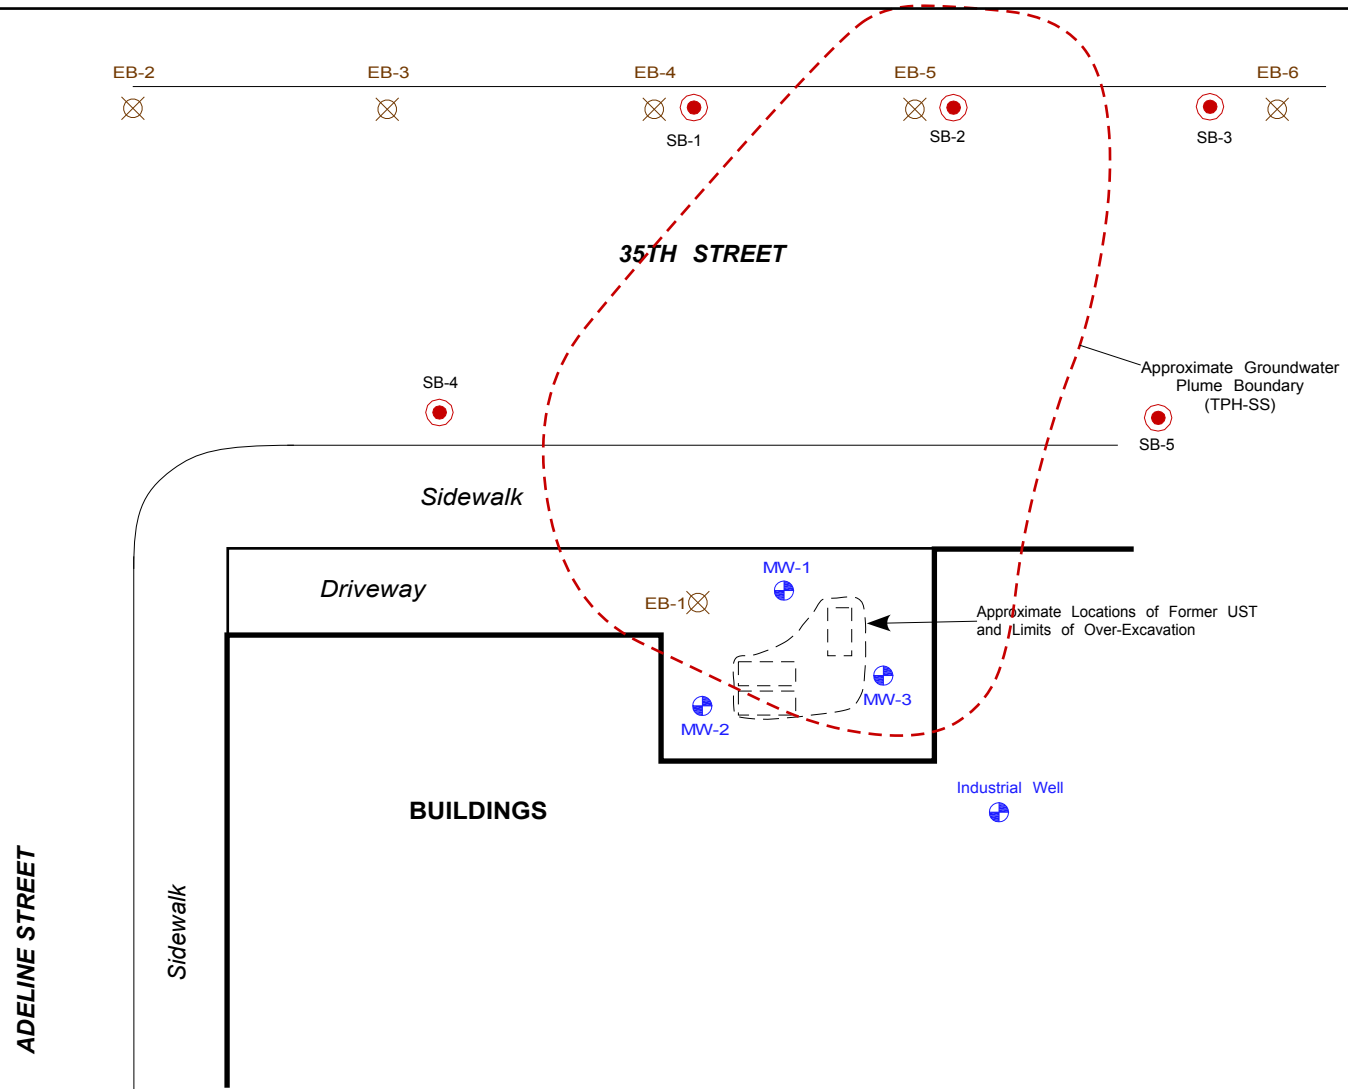 EB-2
EB-3
EB-4
EB-5
EB-6
SB-1
SB-2
SB-3
35TH STREET
Approximate Groundwater
Plume Boundary
(TPH-SS)
SB-4
SB-5
Sidewalk
MW-1
Driveway
EB-1
Approximate Locations of Former UST
and Limits of Over-Excavation
MW-3
MW-2
Industrial Well
BUILDINGS
ADELINE STREET
Sidewalk